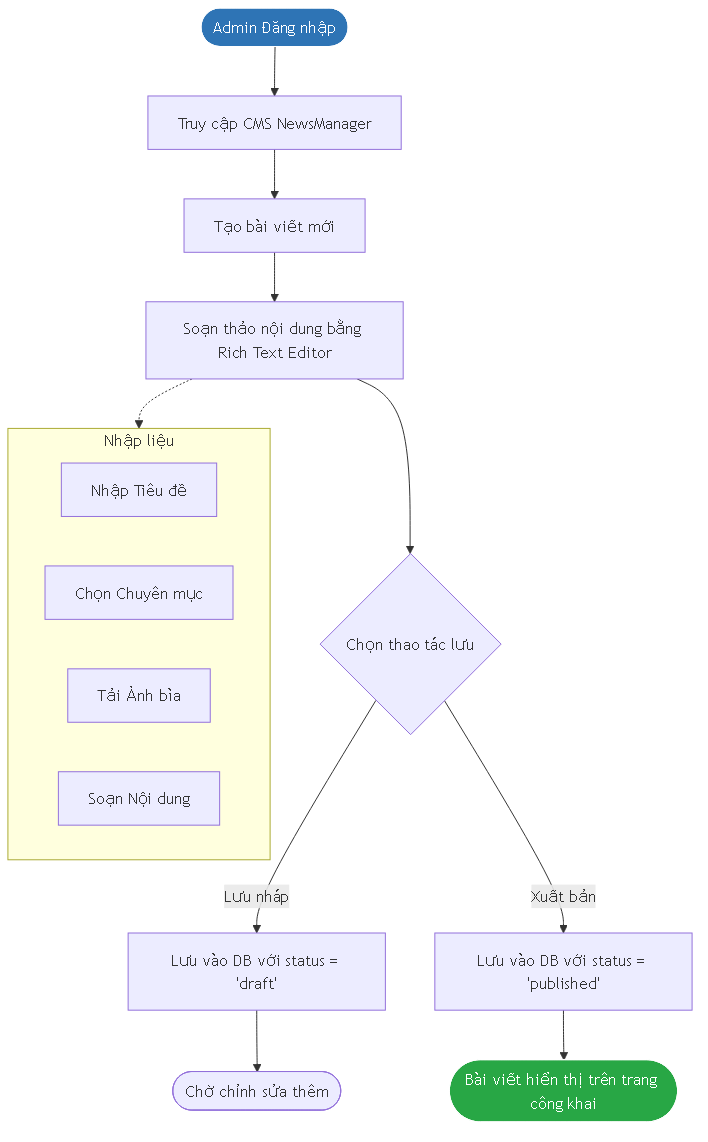 Admin Đăng nhập
Truy cập CMS NewsManager
Tạo bài viết mới
Soạn thảo nội dung bằng
Rich Text Editor
Nhập liệu
Nhập Tiêu đề
Chọn Chuyên mục
Tải Ảnh bìa
Soạn Nội dung
Chọn thao tác lưu
Lưu nháp
Xuất bản
Lưu vào DB với status =
'draft'
Lưu vào DB với status =
'published'
Chờ chỉnh sửa thêm
Bài viết hiển thị trên trang
công khai